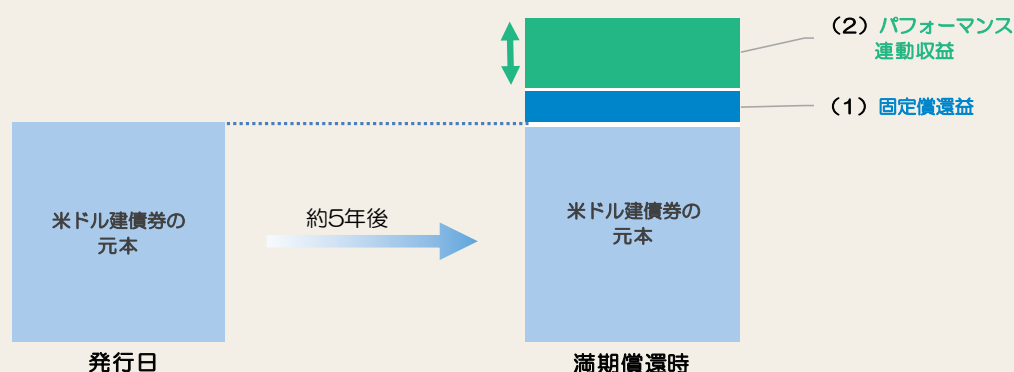 (2) パフォーマンス
連動収益
(1) 固定償還益
米ドル建債券の
元本
約5年後
米ドル建債券の
元本
発行日
満期償還時